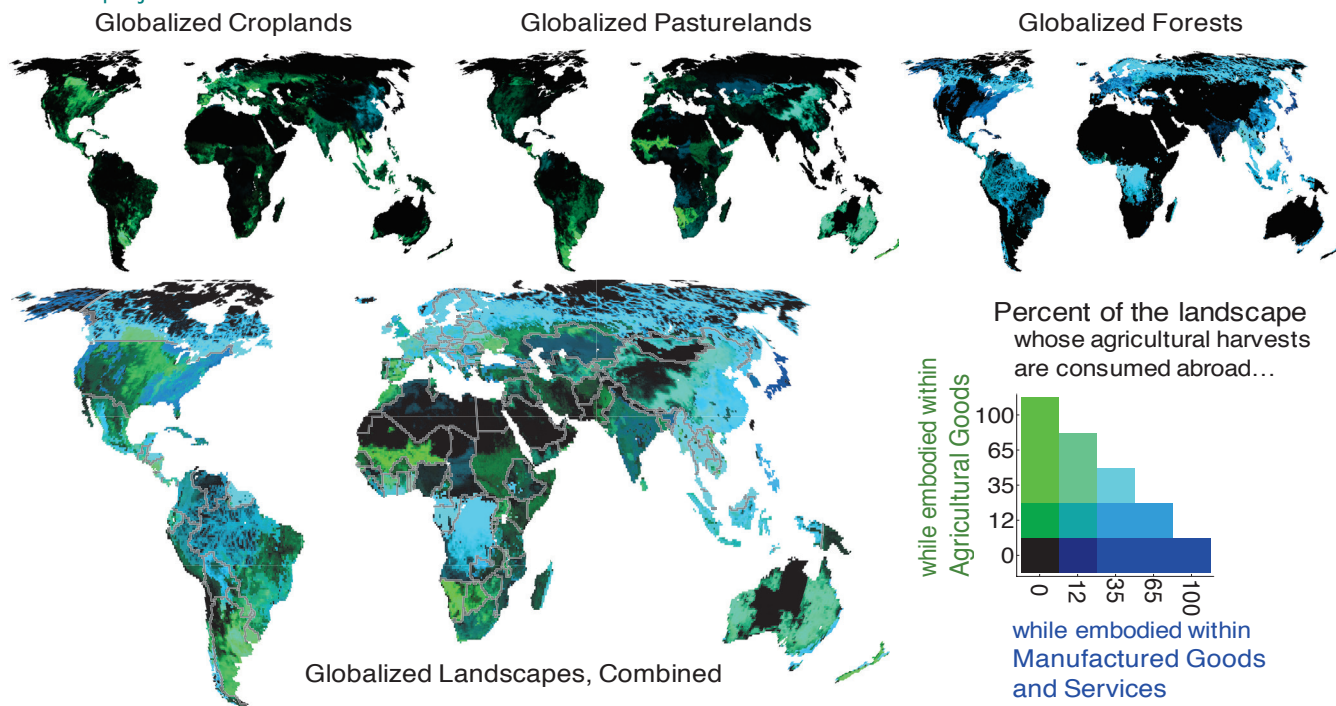 Globalized Croplands
Globalized Pasturelands
Globalized Forests
Globalized Landscapes, Combined
Percent of the landscape
whose agricultural harvests
are consumed abroad...
while embodied within
Agricultural Goods
100
65
35
12
0
0
12
35
65
100
while embodied within
Manufactured Goods
and Services